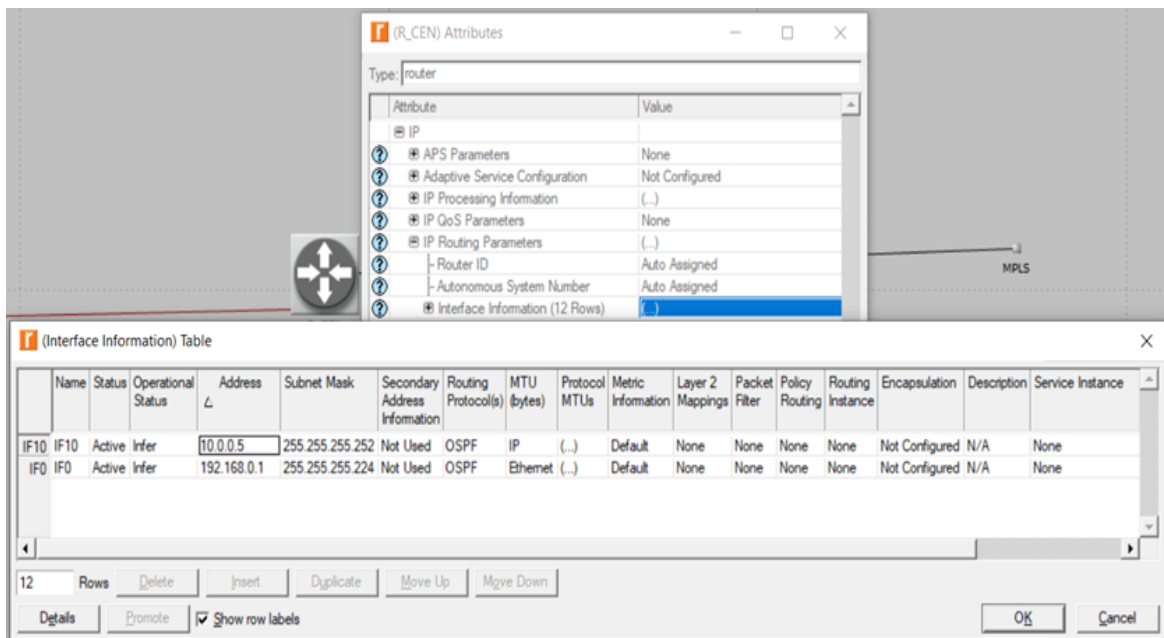 (R_CEN) Attributes
Type: router
Attribute Value
IP
APS Parameters None
Adaptive Service Configuration Not Configured
IP Processing Information (...)
IP QoS Parameters None
IP Routing Parameters (...)
Router ID Auto Assigned
Autonomous System Number Auto Assigned
Interface Information (12 Rows) (...)
MPLS
(Interface Information) Table
Name Status Operational Status Address Subnet Mask Secondary Address Information Routing Protocol(s) MTU (bytes) Protocol MTUs Metric Information Layer 2 Mappings Packet Filter Policy Routing Routing Instance Encapsulation Description Service Instance
IF10 IF10 Active Infer 10.0.0.5 255.255.255.252 Not Used OSPF IP (...) Default None None None None Not Configured N/A None
IF0 IF0 Active Infer 192.168.0.1 255.255.255.224 Not Used OSPF Ethernet (...) Default None None None None Not Configured N/A None
12 Rows Delete Insert Duplicate Move Up Move Down
Details Promote Show row labels OK Cancel